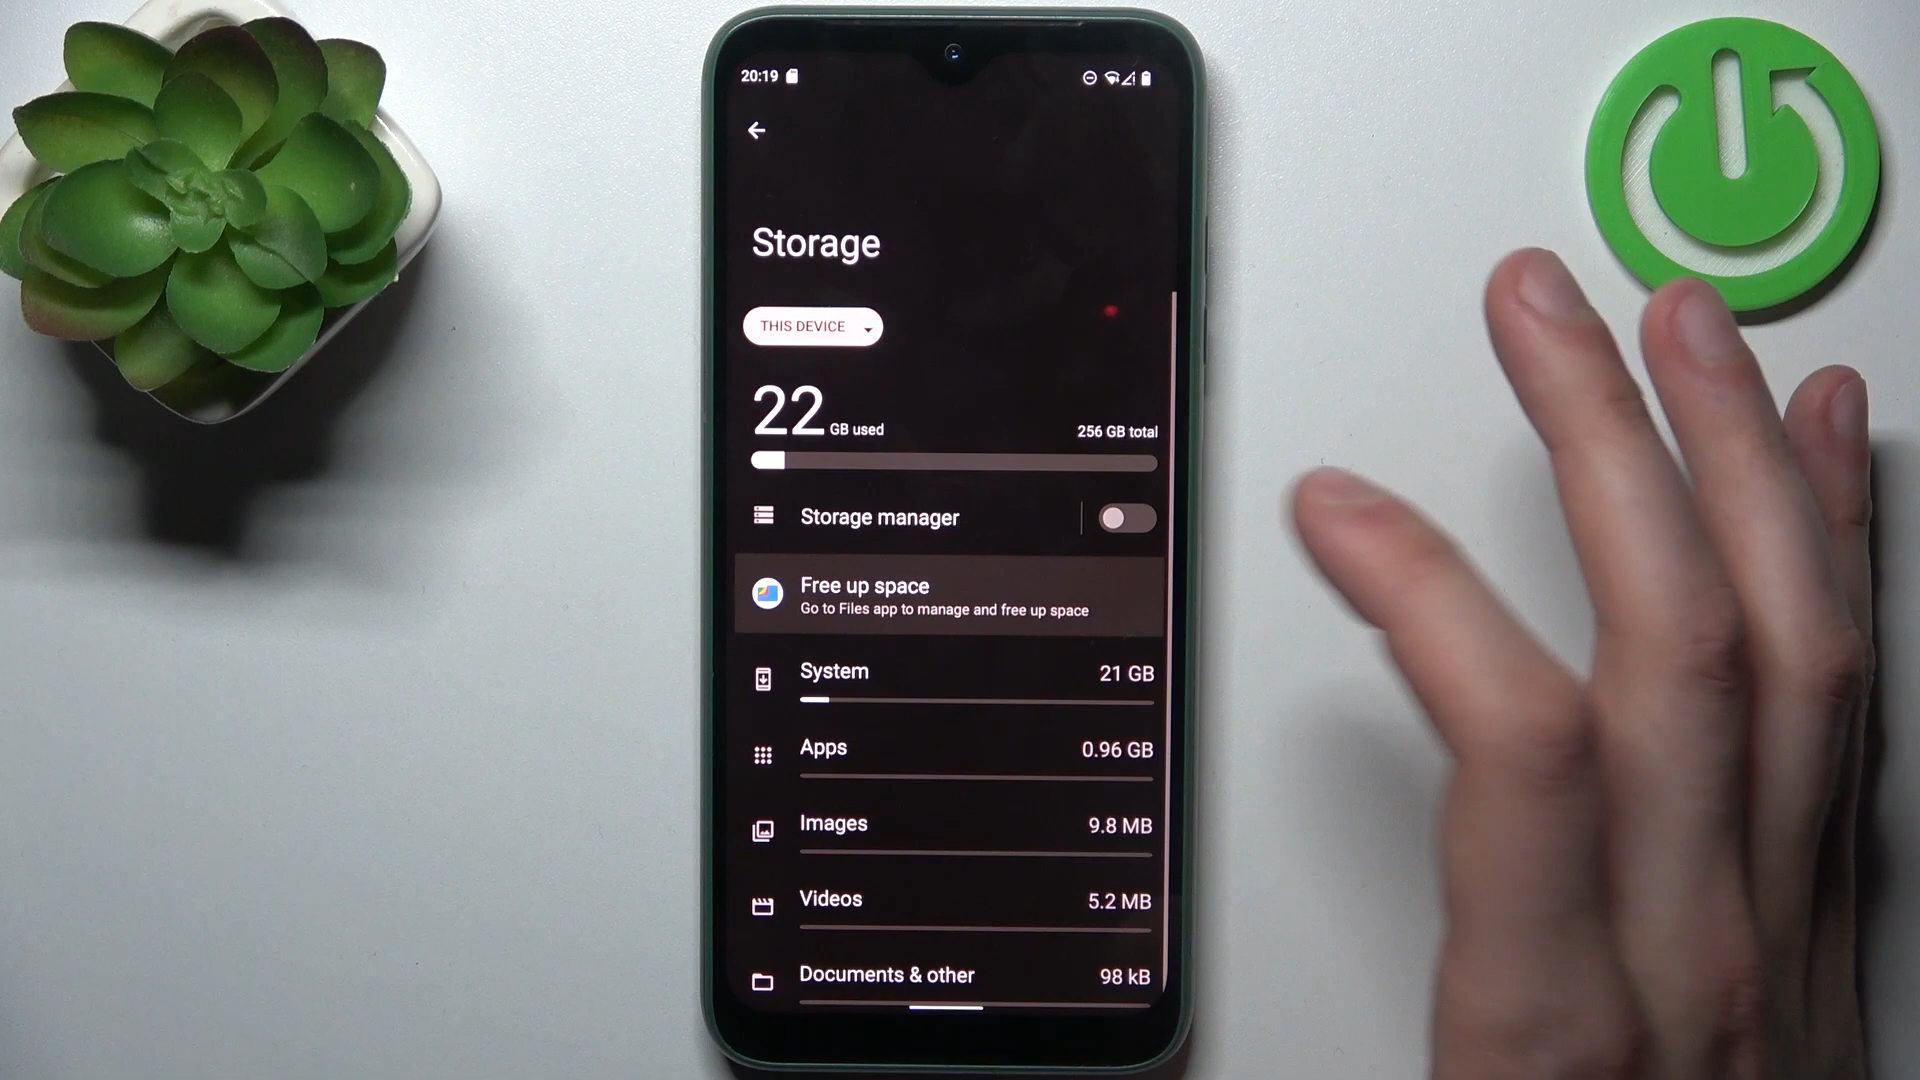 20:19
Storage
THIS DEVICE
22 GB used
256 GB total
Storage manager
Free up space
Go to Files app to manage and free up space
System
21 GB
Apps
0.96 GB
Images
9.8 MB
Videos
5.2 MB
Documents & other
98 kB